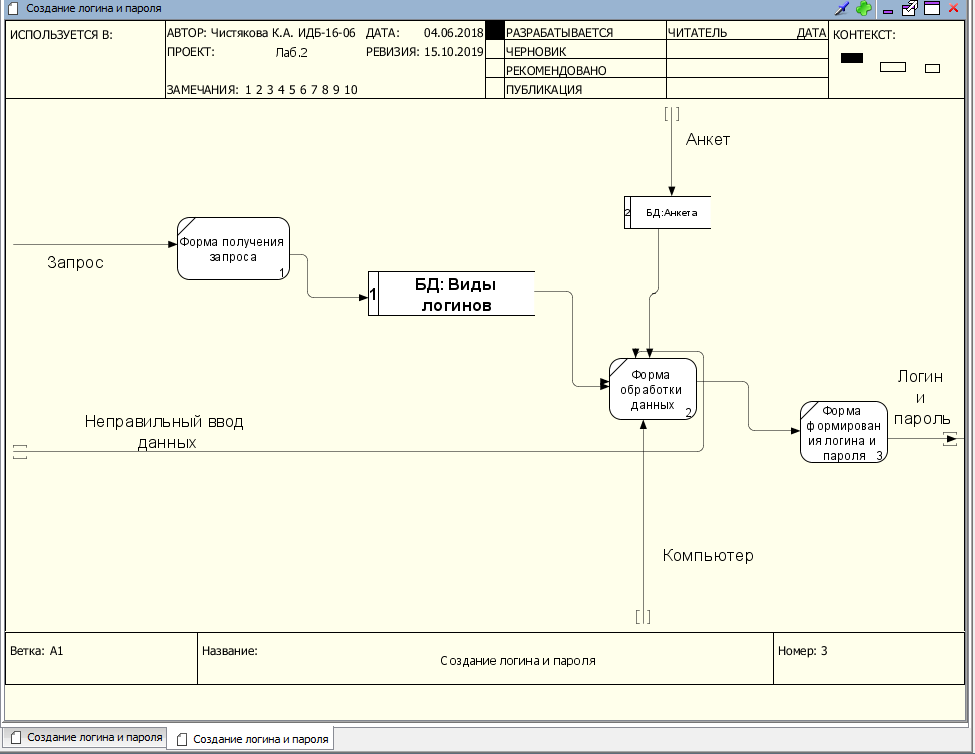 Создание логина и пароля
ИСПОЛЬЗУЕТСЯ В:
АВТОР: Чистякова К.А. ИДБ-16-06
ДАТА: 04.06.2018
ПРОЕКТ: Лаб.2
РЕВИЗИЯ: 15.10.2019
ЗАМЕЧАНИЯ: 1 2 3 4 5 6 7 8 9 10
РАЗРАБАТЫВАЕТСЯ
ЧЕРНОВИК
РЕКОМЕНДОВАНО
ПУБЛИКАЦИЯ
ЧИТАТЕЛЬ
ДАТА
КОНТЕКСТ:
Анкет
2
БД:Анкета
Запрос
Форма получения
запроса
1
1
БД: Виды
логинов
Форма
обработки
данных
2
Неправильный ввод
данных
Логин
и
пароль
Форма
формирован
ия логина и
пароля
3
Компьютер
Ветка: А1
Название:
Создание логина и пароля
Номер: 3
Создание логина и пароля
Создание логина и пароля